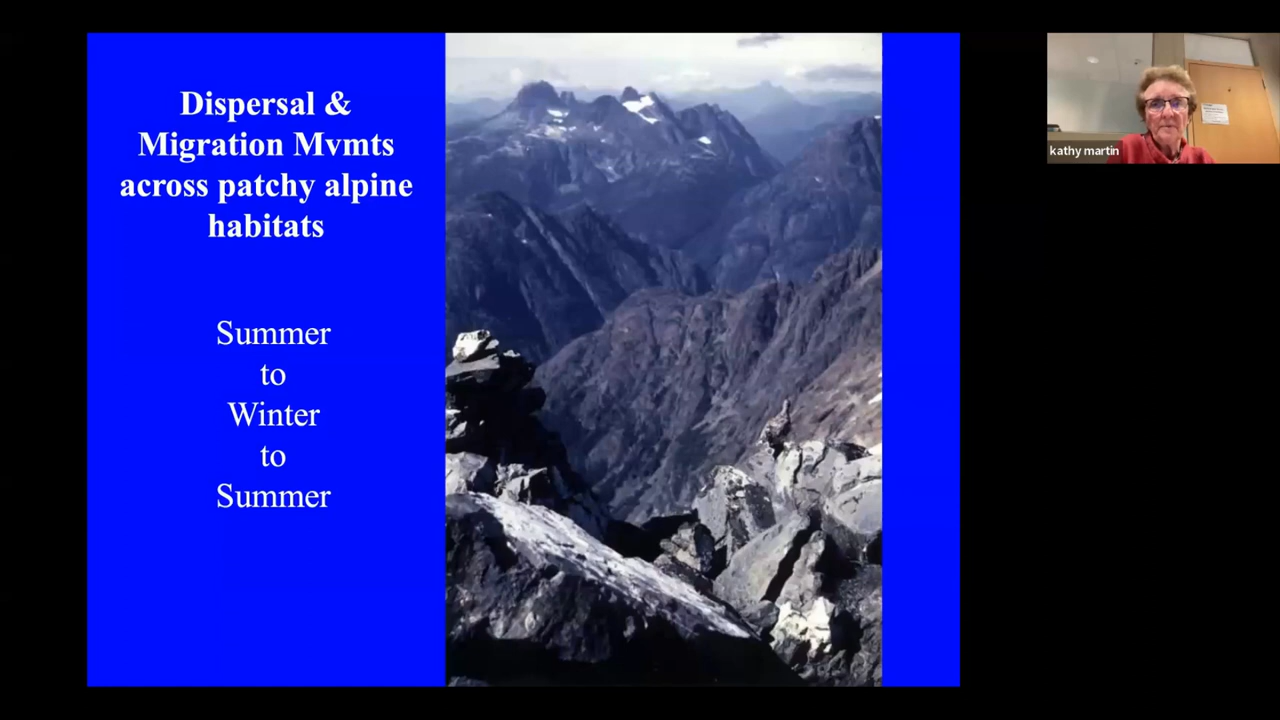 Dispersal &
Migration Mvmts
across patchy alpine
habitats
Summer
to
Winter
to
Summer
kathy martin